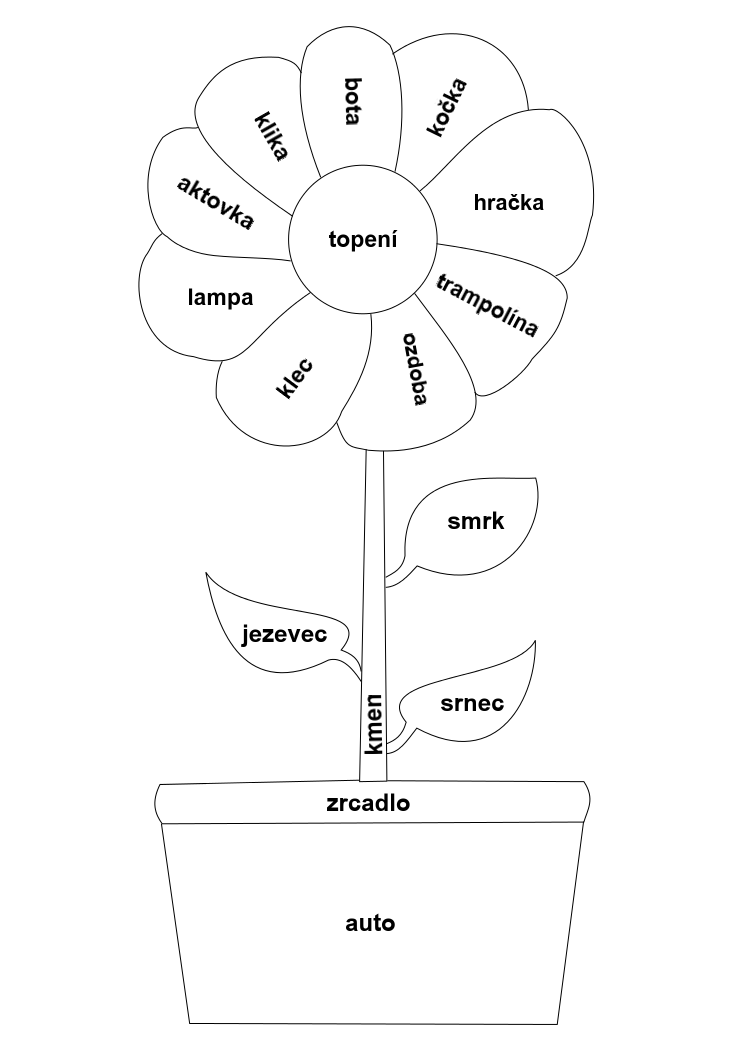 bota
kočka
klika
hračka
aktovka
topení
lampa
trampolína
klec
ozdoba
smrk
jezevec
srnec
kmen
zrcadlo
auto